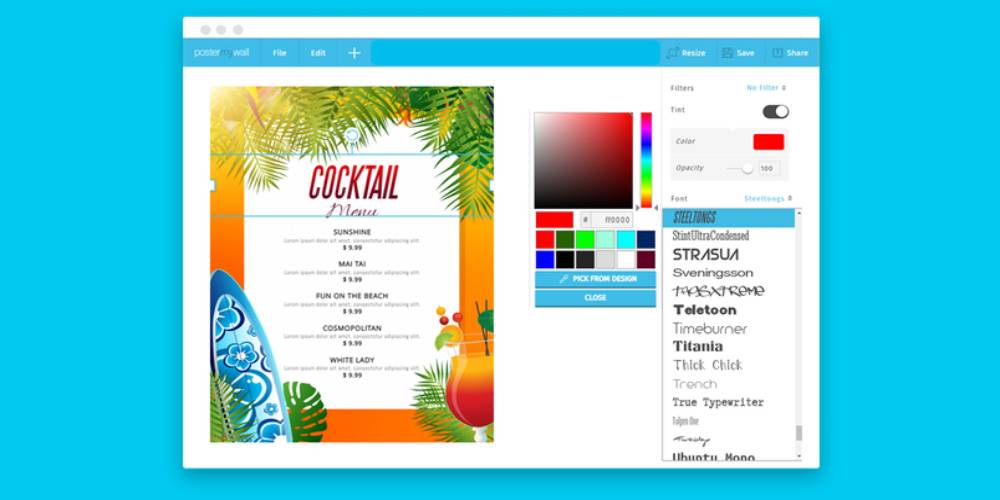 postermywall File Edit Resize Save Share
Filters No Filter
Tint
Color
Opacity 100
Font Steeltongs
COCKTAIL
Menu
SUNSHINE
Lorem ipsum dolor sit amet, consectetur adipiscing elit.
$ 9.99
MAI TAI
Lorem ipsum dolor sit amet, consectetur adipiscing elit.
$ 9.99
FUN ON THE BEACH
Lorem ipsum dolor sit amet, consectetur adipiscing elit.
$ 9.99
COSMOPOLITAN
Lorem ipsum dolor sit amet, consectetur adipiscing elit.
$ 9.99
WHITE LADY
Lorem ipsum dolor sit amet, consectetur adipiscing elit.
$ 9.99
# ff0000
PICK FROM DESIGN
CLOSE
STEELTONGS
StintUltraCondensed
STRASUA
Sveningsson
TAGSXTREME
Teletoon
Timeburner
Titania
Thick Chick
Trench
True Typewriter
Tulpen One
Tuesday
Ubuntu Mono